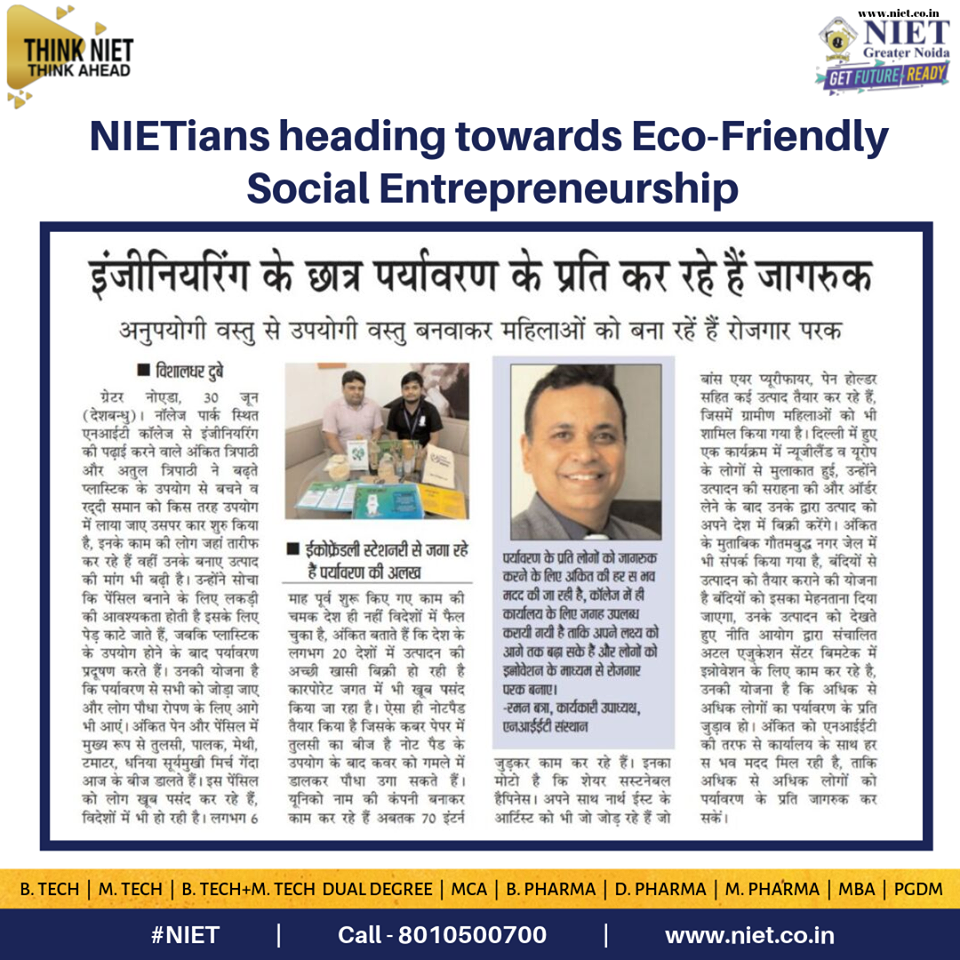 THINK NIET
THINK AHEAD
www.niet.co.in
NIET
Greater Noida
GET FUTURE READY
NIETians heading towards Eco-Friendly
Social Entrepreneurship
इंजीनियरिंग के छात्र पर्यावरण के प्रति कर रहे हैं जागरुक
अनुपयोगी वस्तु से उपयोगी वस्तु बनवाकर महिलाओं को बना रहें हैं रोजगार परक
■ विशालधर दुबे
ग्रेटर नोएडा, 30 जून
(देशबन्धु)। नॉलेज पार्क स्थित
एनआईटी कॉलेज से इंजीनियरिंग
की पढ़ाई करने वाले अंकित त्रिपाठी
और अतुल त्रिपाठी ने बढ़ते
प्लास्टिक के उपयोग से बचने व
रद्दी समान को किस तरह उपयोग
में लाया जाए उसपर कार शुरु किया
है, इनके काम की लोग जहां तारीफ
कर रहे हैं वहीं उनके बनाए उत्पाद
की मांग भी बढ़ी है। उन्होंने सोचा
कि पेंसिल बनाने के लिए लकड़ी
की आवश्यकता होती है इसके लिए
पेड़ काटे जाते हैं, जबकि प्लास्टिक
के उपयोग होने के बाद पर्यावरण
प्रदूषण करते हैं। उनकी योजना है
कि पर्यावरण से सभी को जोड़ा जाए
और लोग पौधा रोपण के लिए आगे
भी आएं। अंकित पेन और पेंसिल में
मुख्य रूप से तुलसी, पालक, मेथी,
टमाटर, धनिया सूर्यमुखी मिर्च गेंदा
आज के बीज डालते हैं। इस पेंसिल
को लोग खूब पसंद कर रहे हैं,
विदेशों में भी हो रही है। लगभग 6
■ ईकोफ्रेंडली स्टेशनरी से जगा रहे
हैं पर्यावरण की अलख
माह पूर्व शुरू किए गए काम की
चमक देश ही नहीं विदेशों में फैल
चुका है, अंकित बताते हैं कि देश के
लगभग 20 देशों में उत्पादन की
अच्छी खासी बिक्री हो रही है
कारपोरेट जगत में भी खूब पसंद
किया जा रहा है। ऐसा ही नोटपैड
तैयार किया है जिसके कबर पेपर में
तुलसी का बीज है नोट पैड के
उपयोग के बाद कवर को गमले में
डालकर पौधा उगा सकते हैं।
यूनिको नाम की कंपनी बनाकर
काम कर रहे हैं अबतक 70 इंटर्न
पर्यावरण के प्रति लोगों को जागरुक
करने के लिए अंकित की हर स भव
मदद की जा रही है, कॉलेज में ही
कार्यालय के लिए जगह उपलब्ध
करायी गयी है ताकि अपने लक्ष्य को
आगे तक बढ़ा सके हैं और लोगों को
इनोवेशन के माध्यम से रोजगार
परक बनाए।
-रमन बत्रा, कार्यकारी उपाध्यक्ष,
एनआईईटी संस्थान
जुड़कर काम कर रहे हैं। इनका
मोटो है कि शेयर सस्टनेबल
हैपिनेस। अपने साथ नार्थ ईस्ट के
आर्टिस्ट को भी जो जोड़ रहे हैं जो
बांस एयर प्यूरीफायर, पेन होल्डर
सहित कई उत्पाद तैयार कर रहे हैं,
जिसमें ग्रामीण महिलाओं को भी
शामिल किया गया है। दिल्ली में हुए
एक कार्यक्रम में न्यूजीलैंड व यूरोप
के लोगों से मुलाकात हुई, उन्होंने
उत्पादन की सराहना की और ऑर्डर
लेने के बाद उनके द्वारा उत्पाद को
अपने देश में बिक्री करेंगे। अंकित
के मुताबिक गौतमबुद्ध नगर जेल में
भी संपर्क किया गया है, बंदियों से
उत्पादन को तैयार कराने की योजना
है बंदियों को इसका मेहनताना दिया
जाएगा, उनके उत्पादन को देखते
हुए नीति आयोग द्वारा संचालित
अटल एजुकेशन सेंटर बिमटेक में
इन्नोवेशन के लिए काम कर रहे है,
उनकी योजना है कि अधिक से
अधिक लोगों का पर्यावरण के प्रति
जुड़ाव हो। अंकित को एनआईईटी
की तरफ से कार्यालय के साथ हर
स भव मदद मिल रही है, ताकि
अधिक से अधिक लोगों को
पर्यावरण के प्रति जागरुक कर
सकें।
B. TECH | M. TECH | B. TECH+M. TECH DUAL DEGREE | MCA | B. PHARMA | D. PHARMA | M. PHARMA | MBA | PGDM
#NIET | Call - 8010500700 | www.niet.co.in